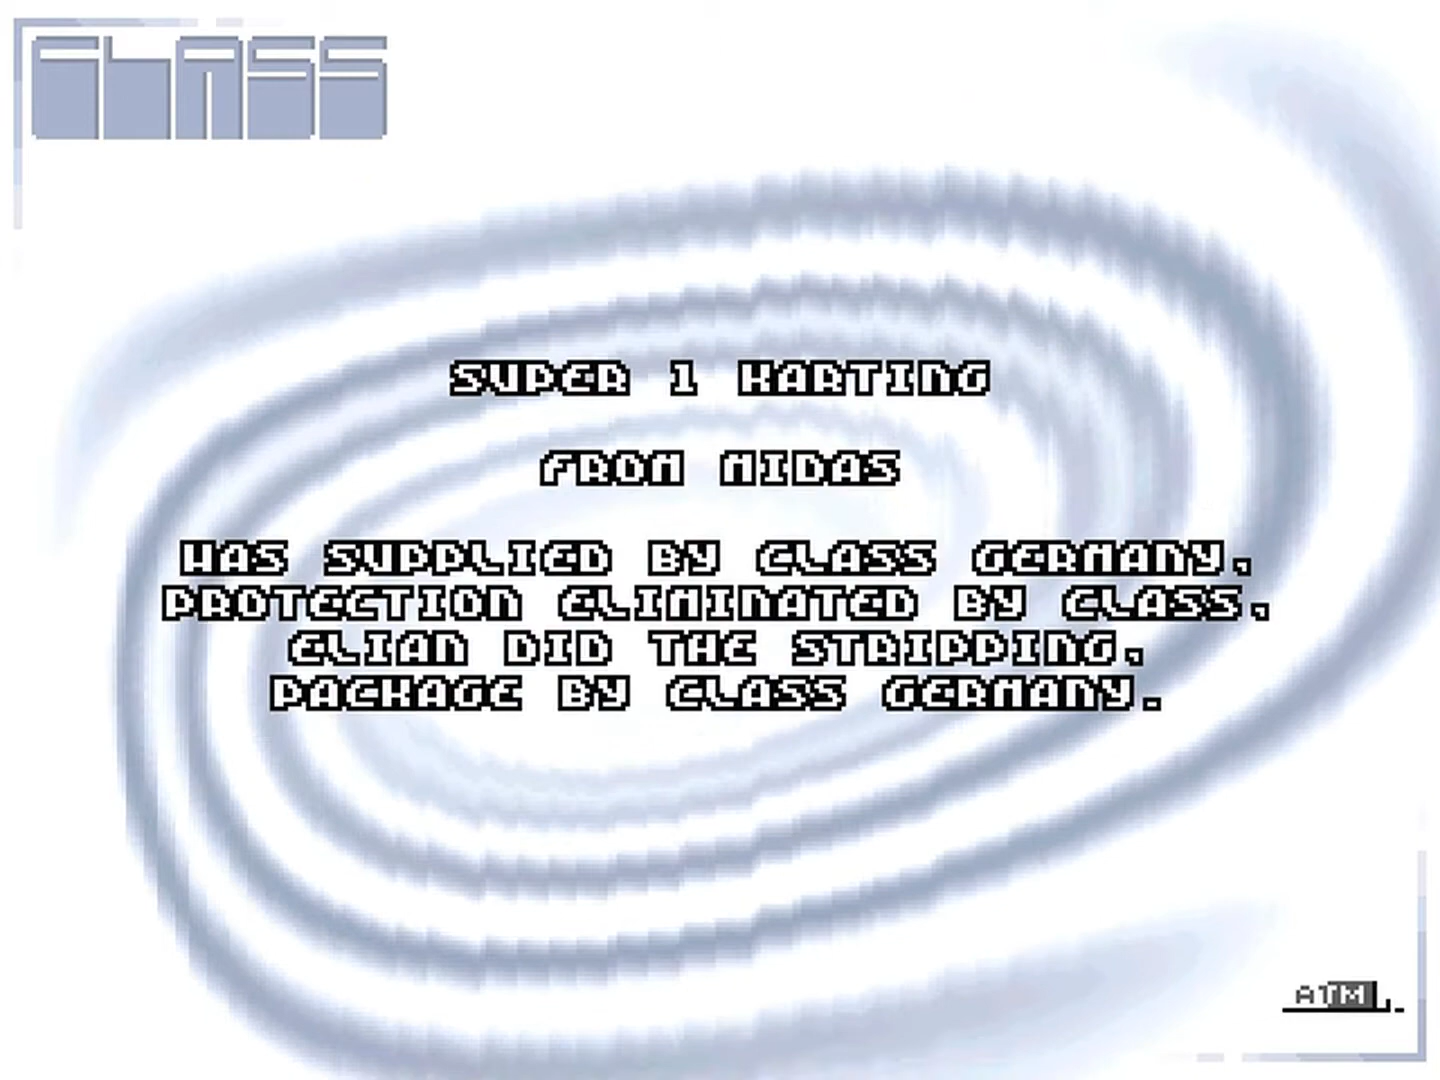 CLASS
SUPER 1 KARTING
FROM MIDAS
WAS SUPPLIED BY CLASS GERMANY.
PROTECTION ELIMINATED BY CLASS.
ELIAN DID THE STRIPPING.
PACKAGE BY CLASS GERMANY.
ATM